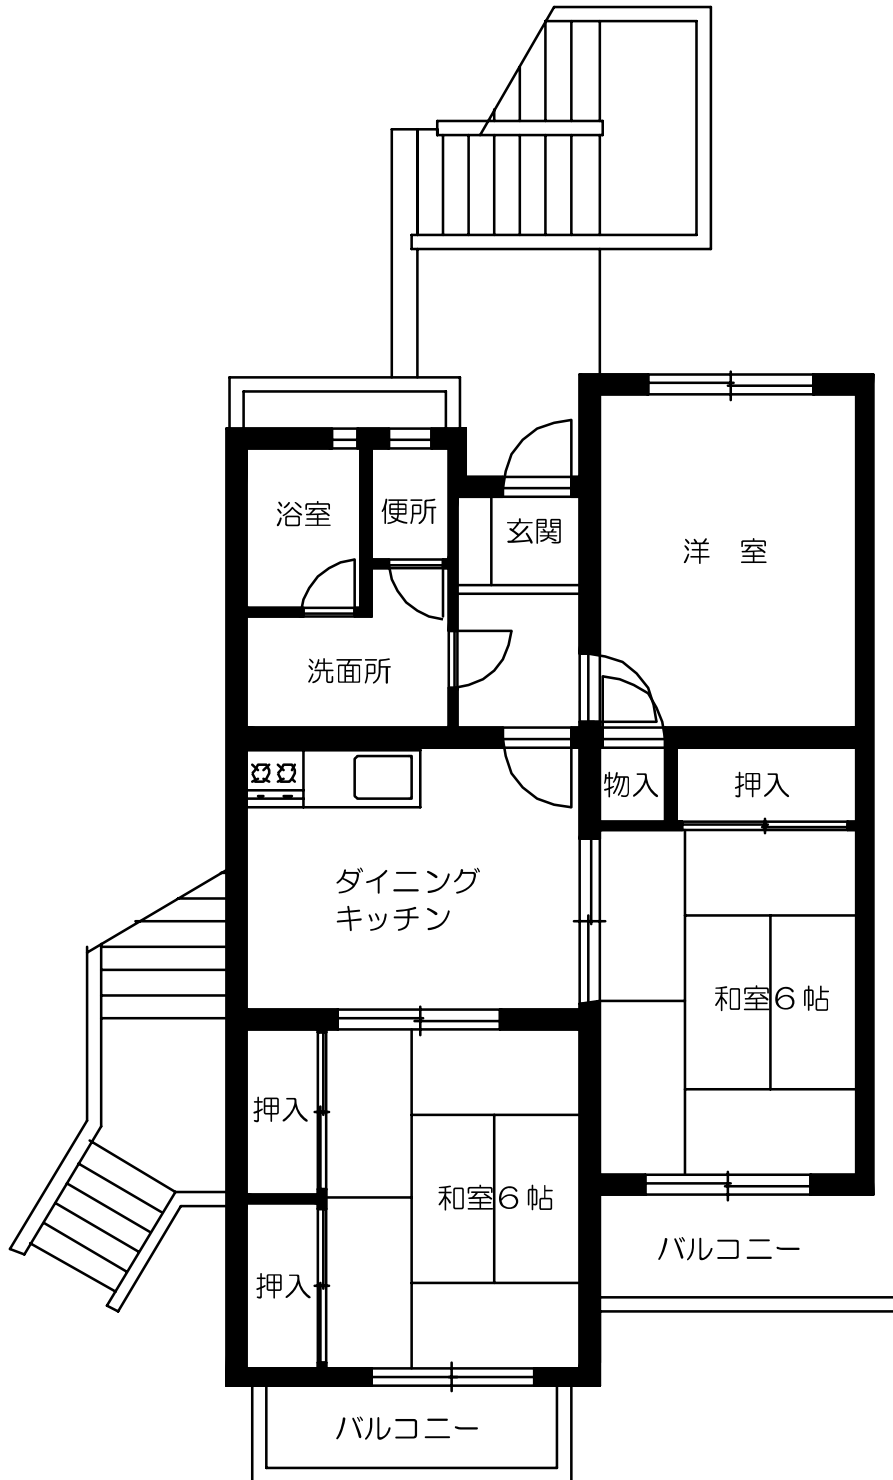 浴室
便所
玄関
洋　室
洗面所
物入
押入
ダイニング
キッチン
和室６帖
押入
和室６帖
バルコニー
押入
バルコニー